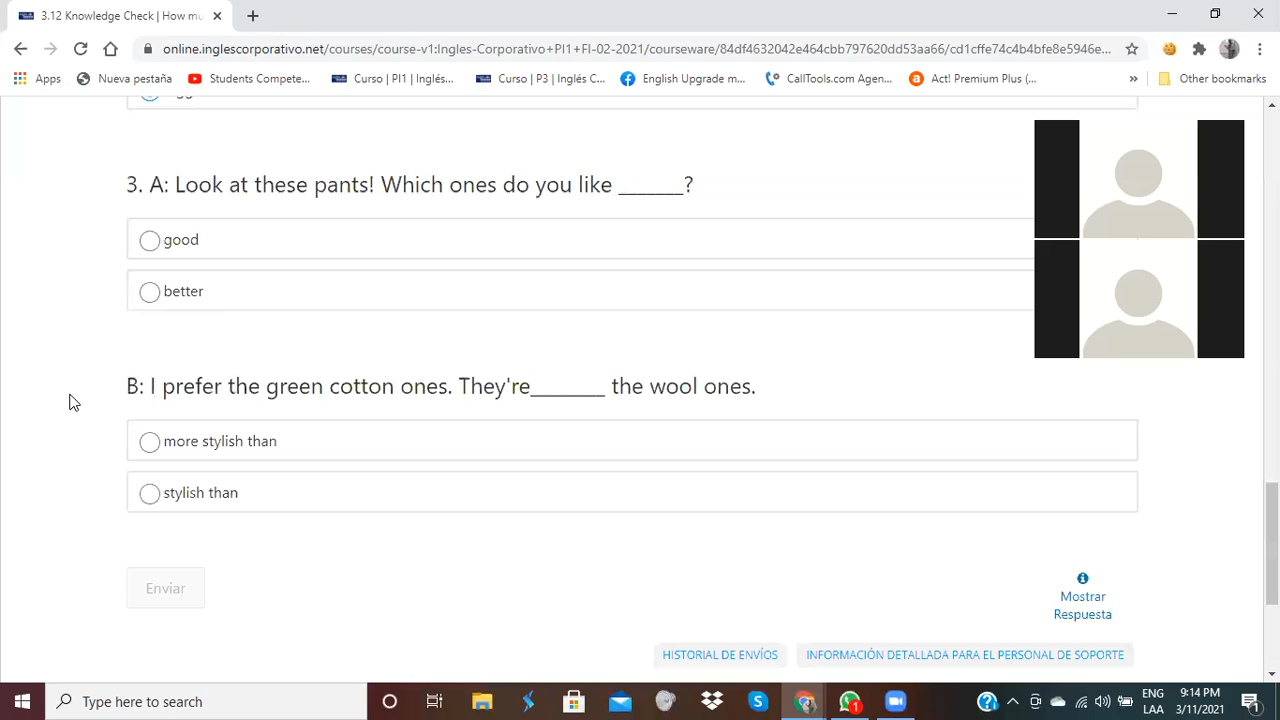 3.12 Knowledge Check | How mu
online.inglescorporativo.net/courses/course-v1:Ingles-Corporativo+PI1+FI-02-2021/courseware/84df4632042e464cbb797620dd53aa66/cd1cffe74c4b4bfe8e5946e...
Apps Nueva pestaña Students Compete... Curso | PI1 | Inglés... Curso | P3 | Inglés C... English Upgrade m... CallTools.com Agen... Act! Premium Plus (... » Other bookmarks
3. A: Look at these pants! Which ones do you like _______?
good
better
B: I prefer the green cotton ones. They're________ the wool ones.
more stylish than
stylish than
Enviar
Mostrar
Respuesta
HISTORIAL DE ENVÍOS INFORMACIÓN DETALLADA PARA EL PERSONAL DE SOPORTE
Type here to search
1
ENG 9:14 PM
LAA 3/11/2021
1